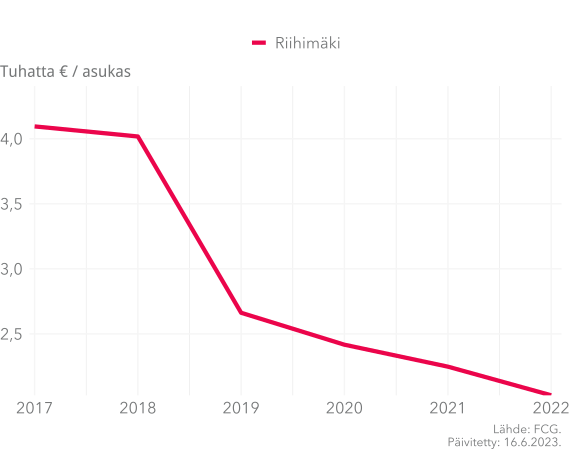 Riihimäki
Tuhatta € / asukas
4,0
3,5
3,0
2,5
2017 2018 2019 2020 2021 2022
Lähde: FCG.
Päivitetty: 16.6.2023.